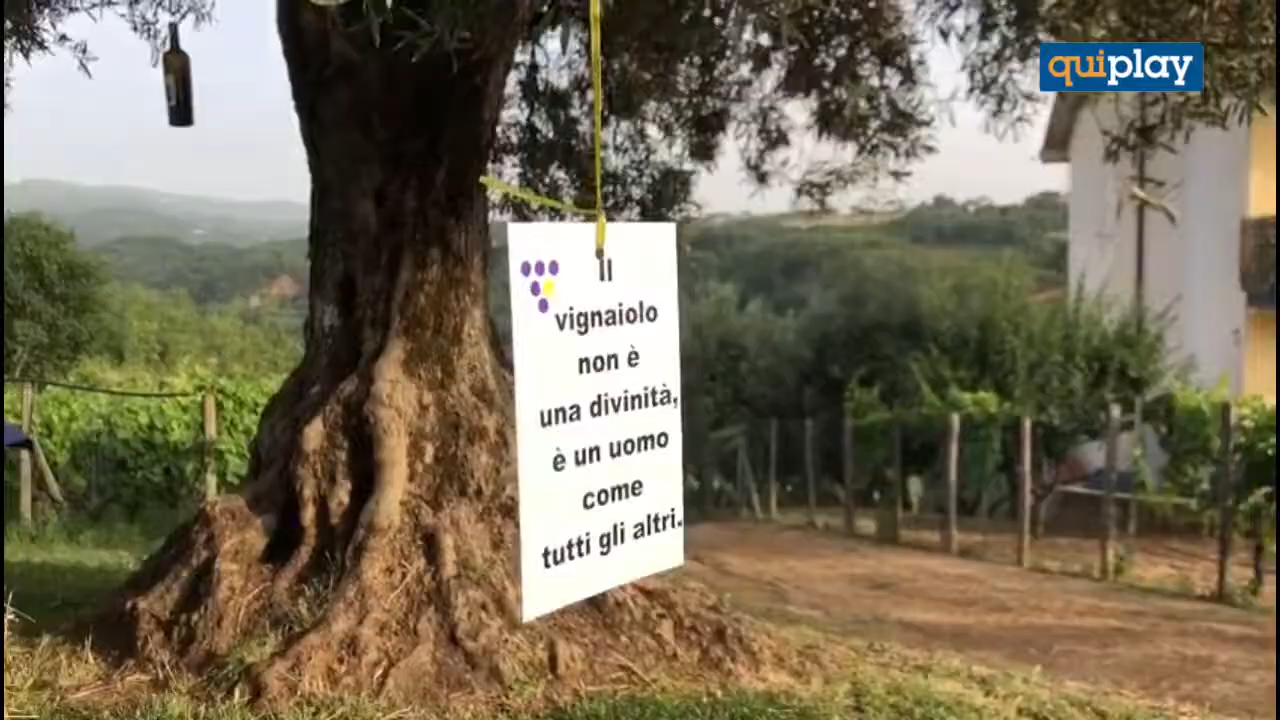 quiplay
il
vignaiolo
non è
una divinità,
è un uomo
come
tutti gli altri.